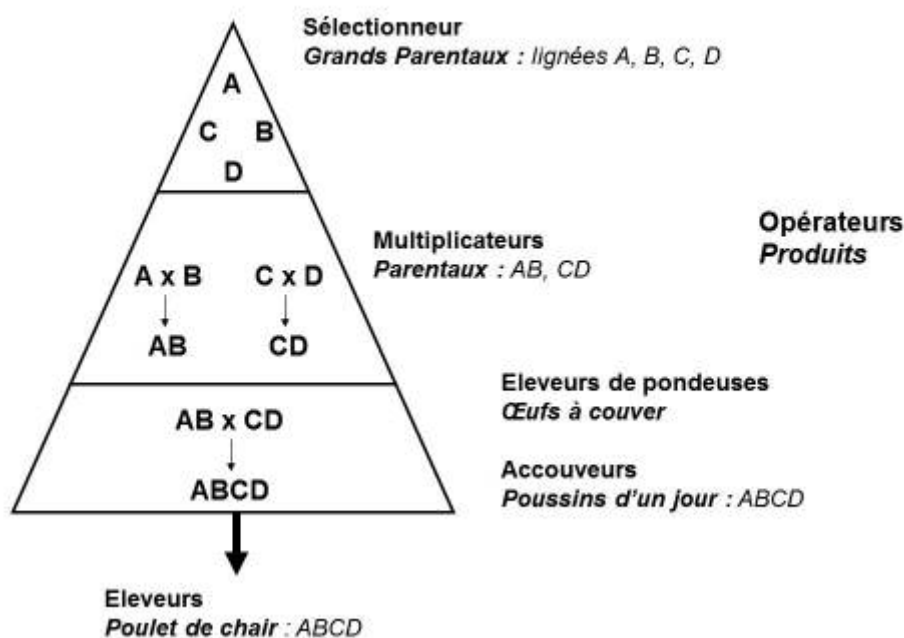 Sélectionneur
Grands Parentaux : lignées A, B, C, D
A
C B
D
Multiplicateurs
Parentaux : AB, CD
Opérateurs
Produits
A x B C x D
AB CD
Eleveurs de pondeuses
Œufs à couver
AB x CD
Accouveurs
Poussins d'un jour : ABCD
ABCD
Eleveurs
Poulet de chair : ABCD